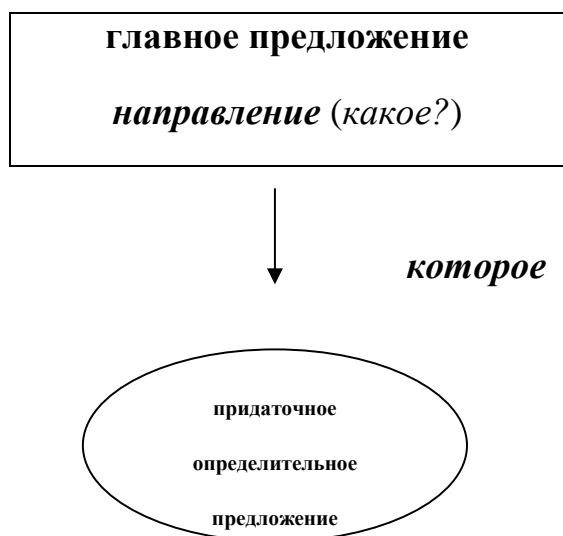 главное предложение
направление (какое?)
которое
придаточное
определительное
предложение